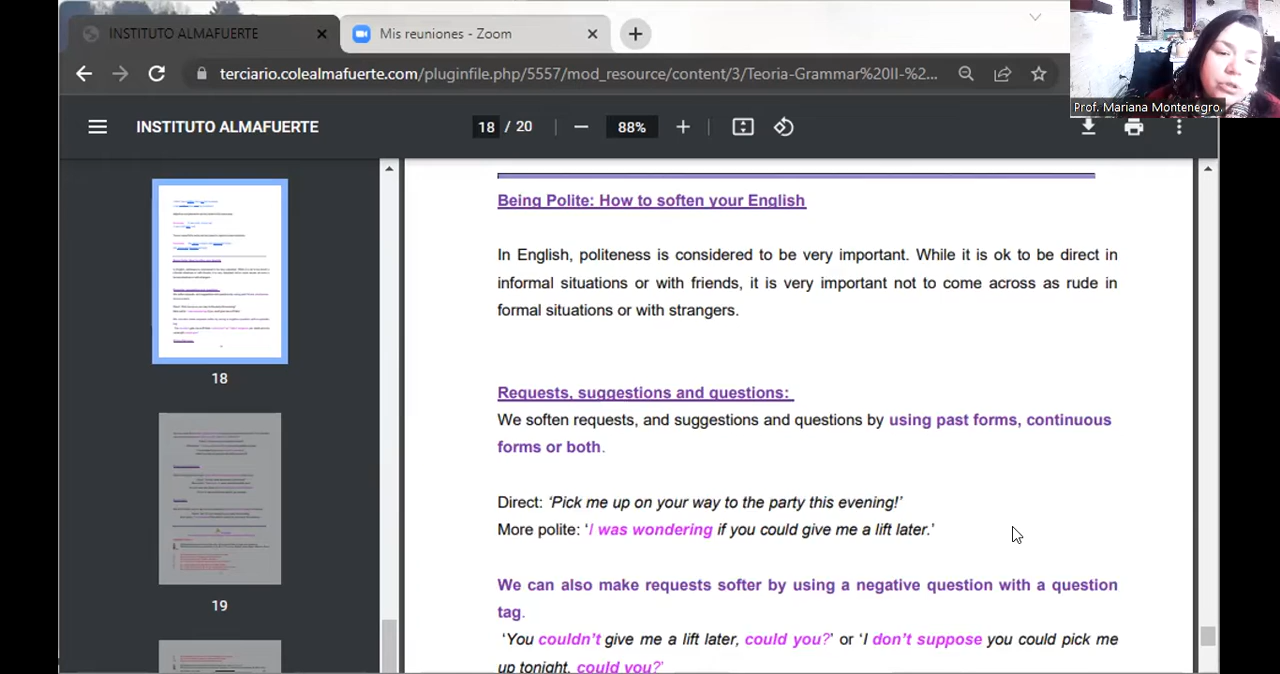 INSTITUTO ALMAFUERTE
Mis reuniones - Zoom
terciario.colealmafuerte.com/pluginfile.php/5557/mod_resource/content/3/Teoria-Grammar%20II-%2...
Prof. Mariana Montenegro.
INSTITUTO ALMAFUERTE
18 / 20
88%
18
19
Being Polite: How to soften your English
In English, politeness is considered to be very important. While it is ok to be direct in
informal situations or with friends, it is very important not to come across as rude in
formal situations or with strangers.
Requests, suggestions and questions:
We soften requests, and suggestions and questions by using past forms, continuous
forms or both.
Direct: ‘Pick me up on your way to the party this evening!’
More polite: ‘I was wondering if you could give me a lift later.’
We can also make requests softer by using a negative question with a question
tag.
‘You couldn’t give me a lift later, could you?’ or ‘I don’t suppose you could pick me
up tonight, could you?’